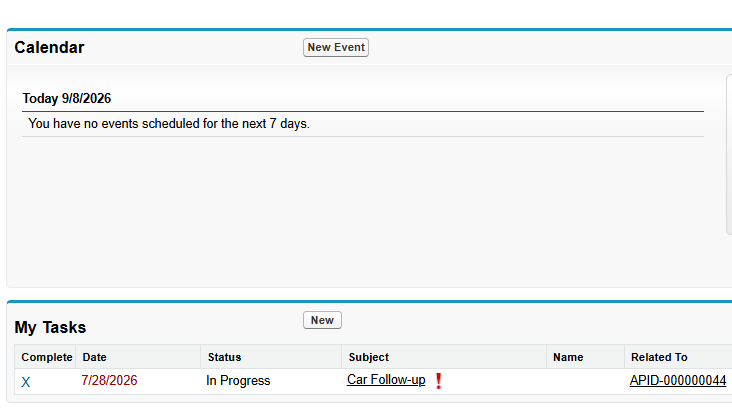 Calendar New Event
Today 9/8/2026
You have no events scheduled for the next 7 days.
My Tasks New
Complete Date Status Subject Name Related To
X 7/28/2026 In Progress Car Follow-up ! APID-000000044